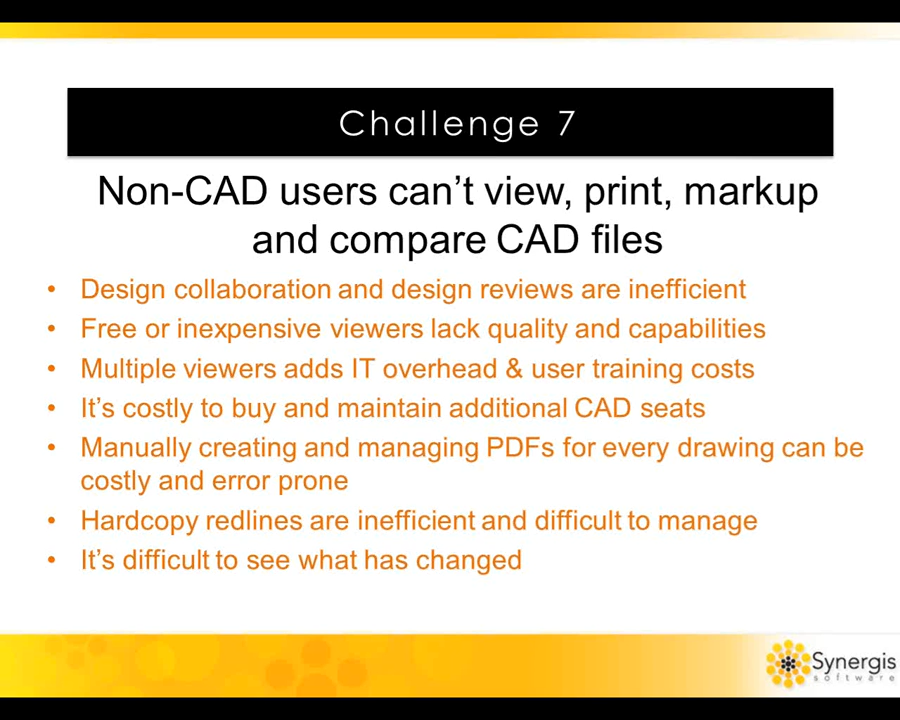 Challenge 7
Non-CAD users can’t view, print, markup
and compare CAD files
• Design collaboration and design reviews are inefficient
• Free or inexpensive viewers lack quality and capabilities
• Multiple viewers adds IT overhead & user training costs
• It’s costly to buy and maintain additional CAD seats
• Manually creating and managing PDFs for every drawing can be
costly and error prone
• Hardcopy redlines are inefficient and difficult to manage
• It’s difficult to see what has changed
Synergis
software